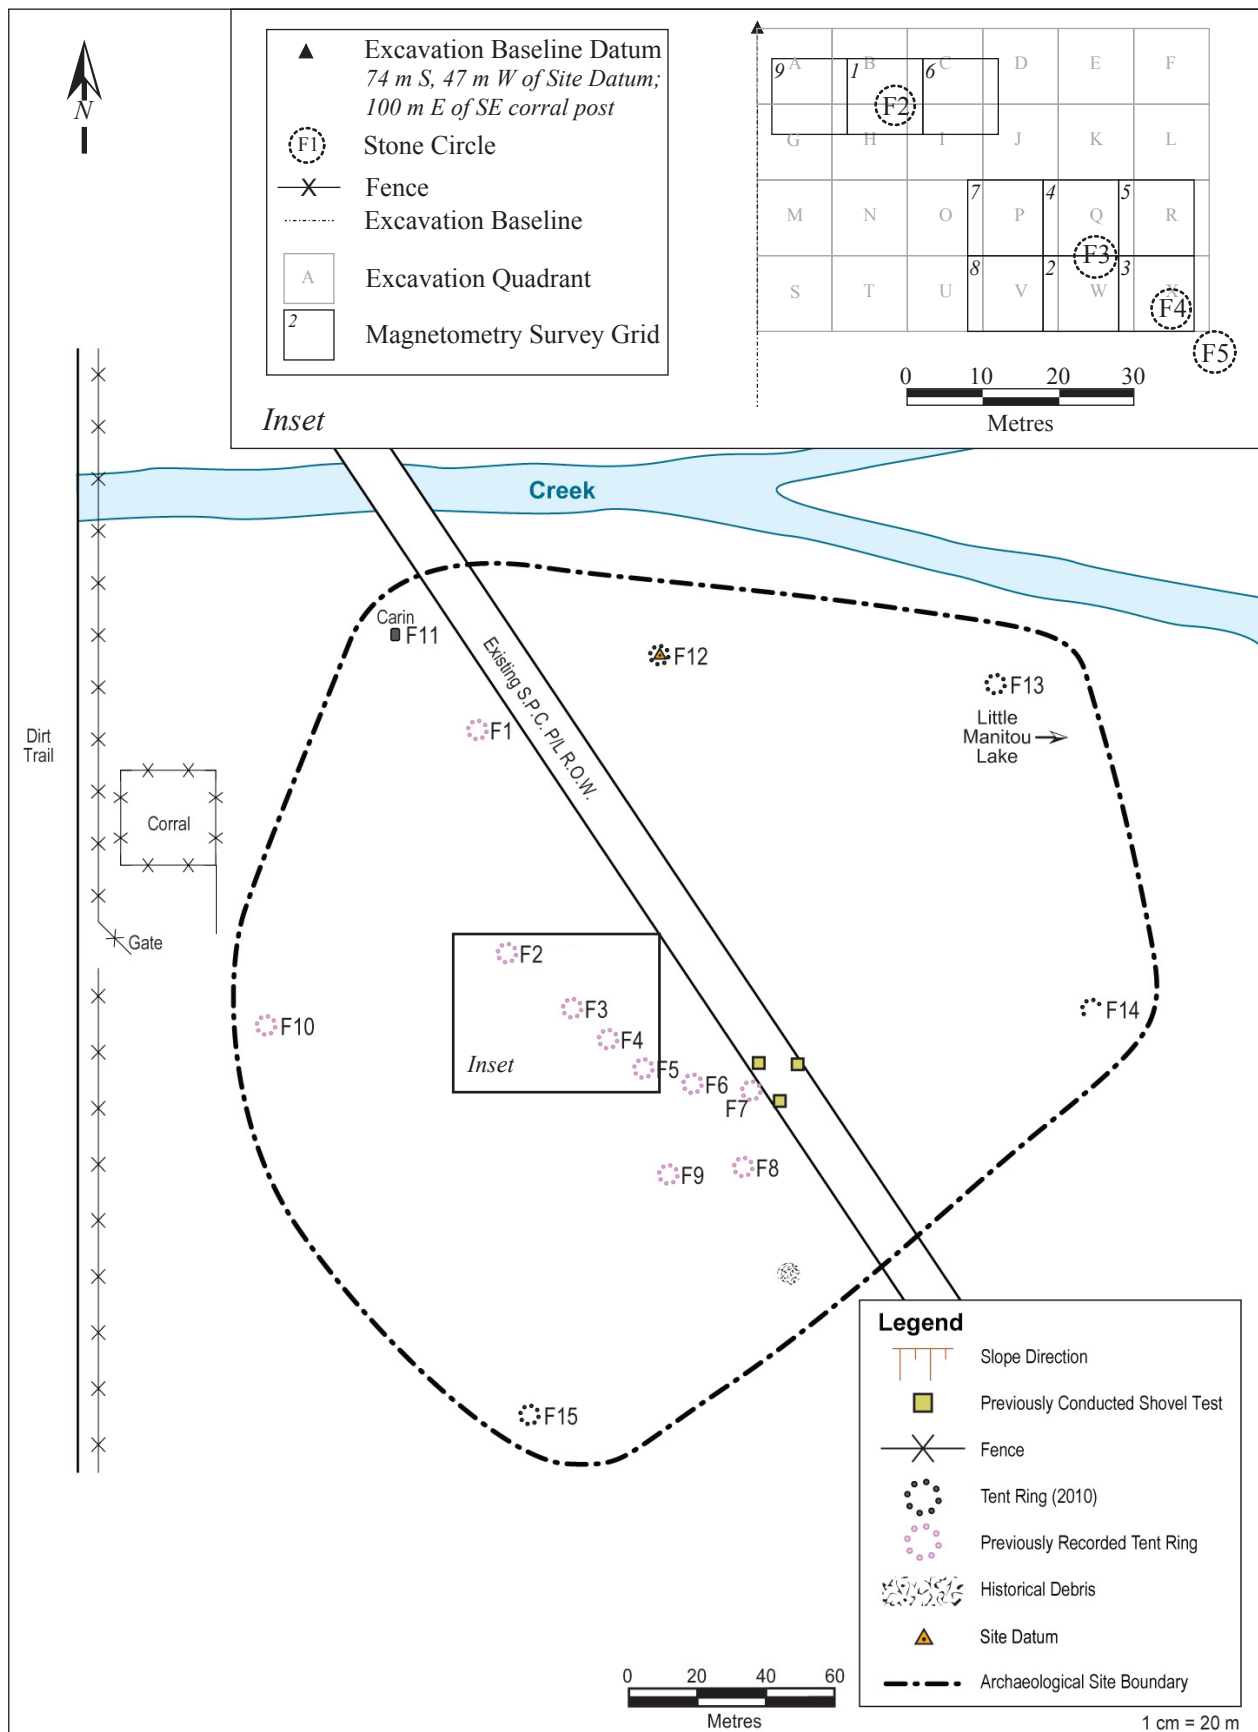 N
Excavation Baseline Datum
74 m S, 47 m W of Site Datum;
100 m E of SE corral post
F1
Stone Circle
Fence
Excavation Baseline
A
Excavation Quadrant
2
Magnetometry Survey Grid
Inset
A B C D E F
9 1 6
F2
G H I J K L
7 4 5
M N O P Q R
F3
8 2 3
S T U V W X
F4
F5
0 10 20 30
Metres
Creek
Carin
F11
F12
F13
Existing S.P.C. P/L R.O.W.
F1
Little
Manitou
Lake
Dirt
Trail
Corral
Gate
F2
F3
F4
F5
F6
F7
F8
F9
F10
Inset
F14
F15
Legend
Slope Direction
Previously Conducted Shovel Test
Fence
Tent Ring (2010)
Previously Recorded Tent Ring
Historical Debris
Site Datum
Archaeological Site Boundary
0 20 40 60
Metres
1 cm = 20 m